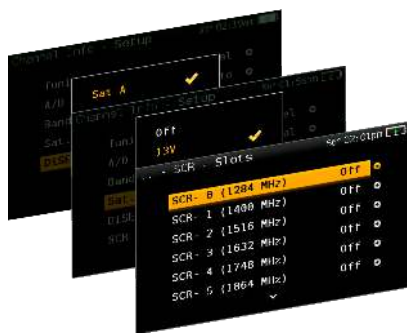 Channel Info - Setup
Tuni
A/D
Band
Sat.
DISE
Sat A
Setup
Tuni
A/D
Band
Sat.
DISE
SCR
Off
13V
SCR - Slots
SCR- 0 (1284 MHz) Off
SCR- 1 (1400 MHz) Off
SCR- 2 (1516 MHz) Off
SCR- 3 (1632 MHz) Off
SCR- 4 (1748 MHz) Off
SCR- 5 (1864 MHz) Off